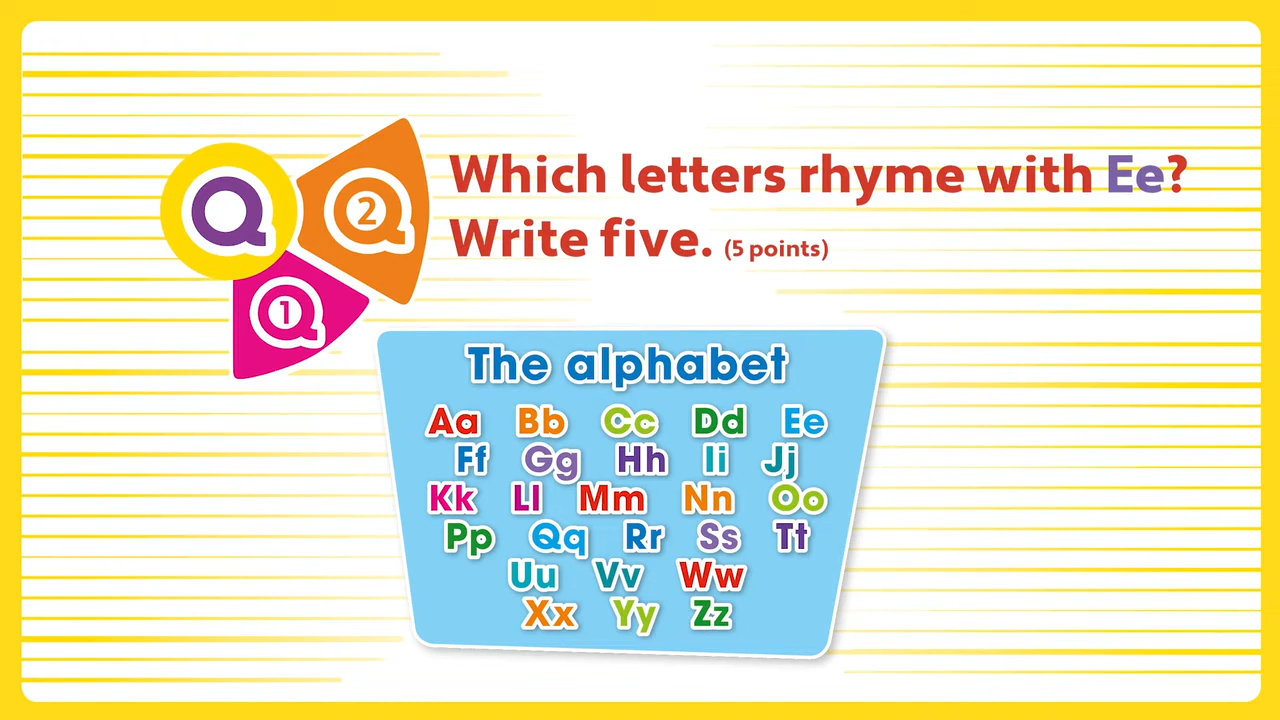 Q
2
Q
1
Q
Which letters rhyme with Ee?
Write five. (5 points)
The alphabet
Aa Bb Cc Dd Ee
Ff Gg Hh Ii Jj
Kk Ll Mm Nn Oo
Pp Qq Rr Ss Tt
Uu Vv Ww
Xx Yy Zz